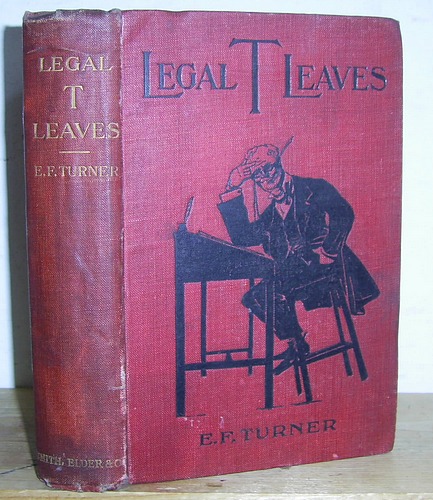 LEGAL
T
LEAVES
E.F. TURNER
SMITH, ELDER & Co
LEGAL T LEAVES
E.F. TURNER